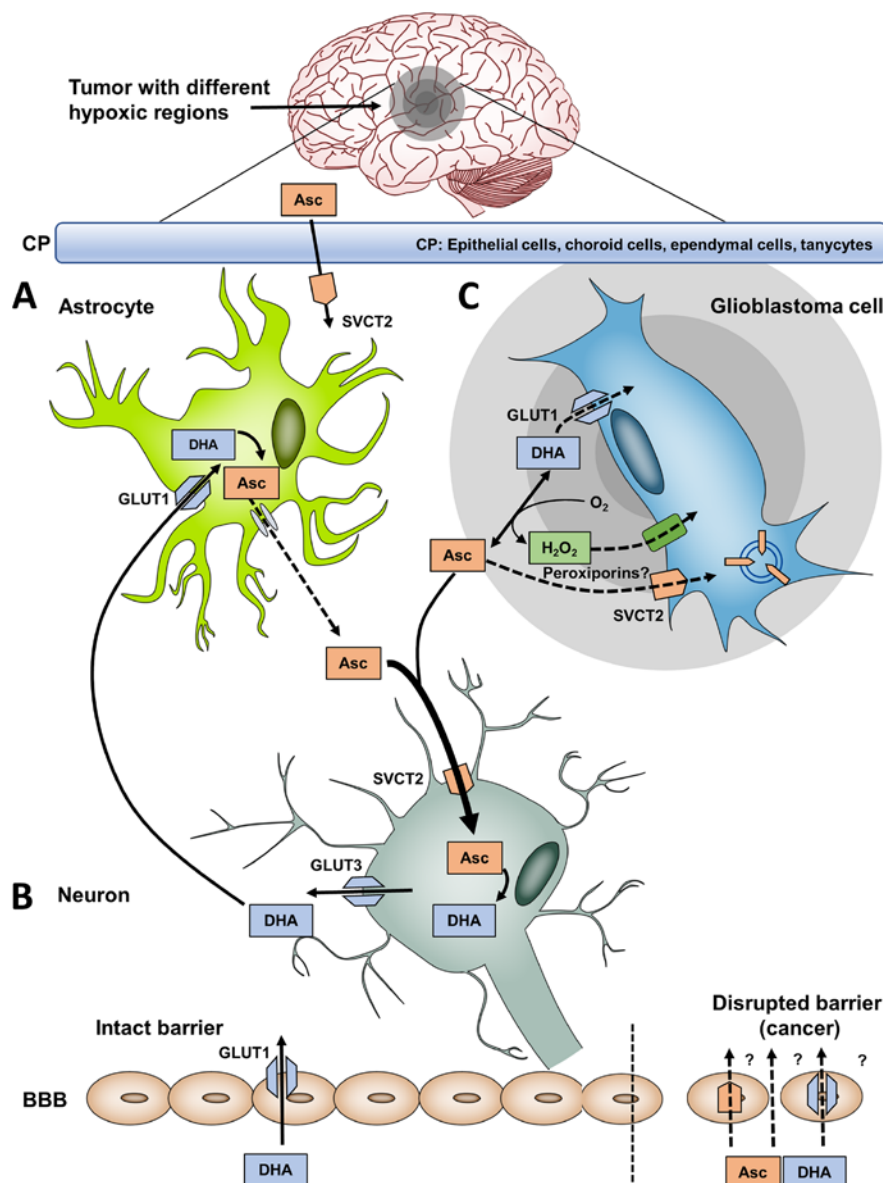 Tumor with different
hypoxic regions
Asc
CP
CP: Epithelial cells, choroid cells, ependymal cells, tanycytes
A
Astrocyte
SVCT2
C
Glioblastoma cell
GLUT1
DHA
DHA
GLUT1
Asc
O2
Asc
H2O2
Peroxiporins?
SVCT2
Asc
SVCT2
Asc
GLUT3
B
Neuron
DHA
DHA
Intact barrier
GLUT1
Disrupted barrier
(cancer)
? ? ?
BBB
DHA
Asc
DHA